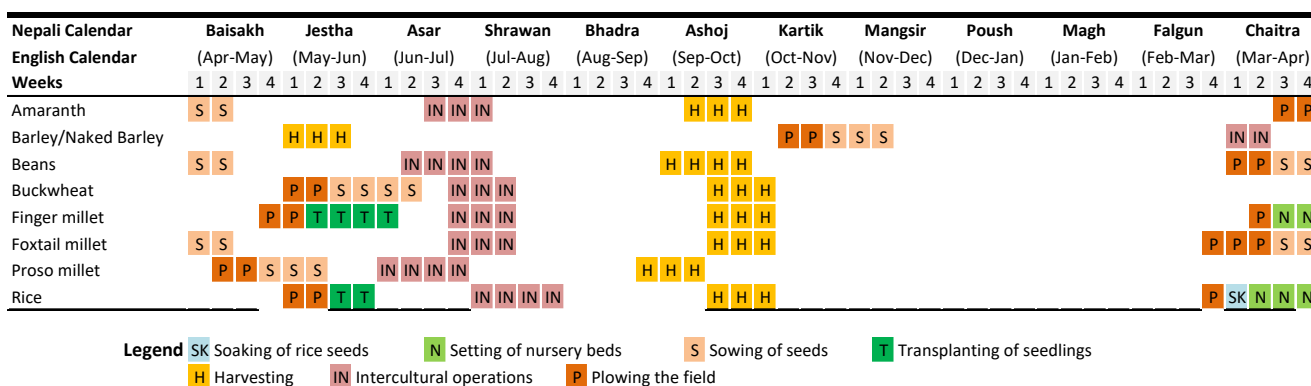 Nepali Calendar Baisakh Jestha Asar Shrawan Bhadra Ashoj Kartik Mangsir Poush Magh Falgun Chaitra
English Calendar (Apr-May) (May-Jun) (Jun-Jul) (Jul-Aug) (Aug-Sep) (Sep-Oct) (Oct-Nov) (Nov-Dec) (Dec-Jan) (Jan-Feb) (Feb-Mar) (Mar-Apr)
Weeks 1 2 3 4 1 2 3 4 1 2 3 4 1 2 3 4 1 2 3 4 1 2 3 4 1 2 3 4 1 2 3 4 1 2 3 4 1 2 3 4 1 2 3 4 1 2 3 4
Amaranth S S IN IN IN H H H P P
Barley/Naked Barley H H H P P S S S IN IN
Beans S S IN IN IN IN H H H H P P S S
Buckwheat P P S S S S IN IN IN H H H
Finger millet P P T T T T IN IN IN H H H P N N
Foxtail millet S S IN IN IN H H H P P P S S
Proso millet P P S S S IN IN IN IN H H H
Rice P P T T IN IN IN IN H H H P SK N N N
Legend SK Soaking of rice seeds N Setting of nursery beds S Sowing of seeds T Transplanting of seedlings
H Harvesting IN Intercultural operations P Plowing the field